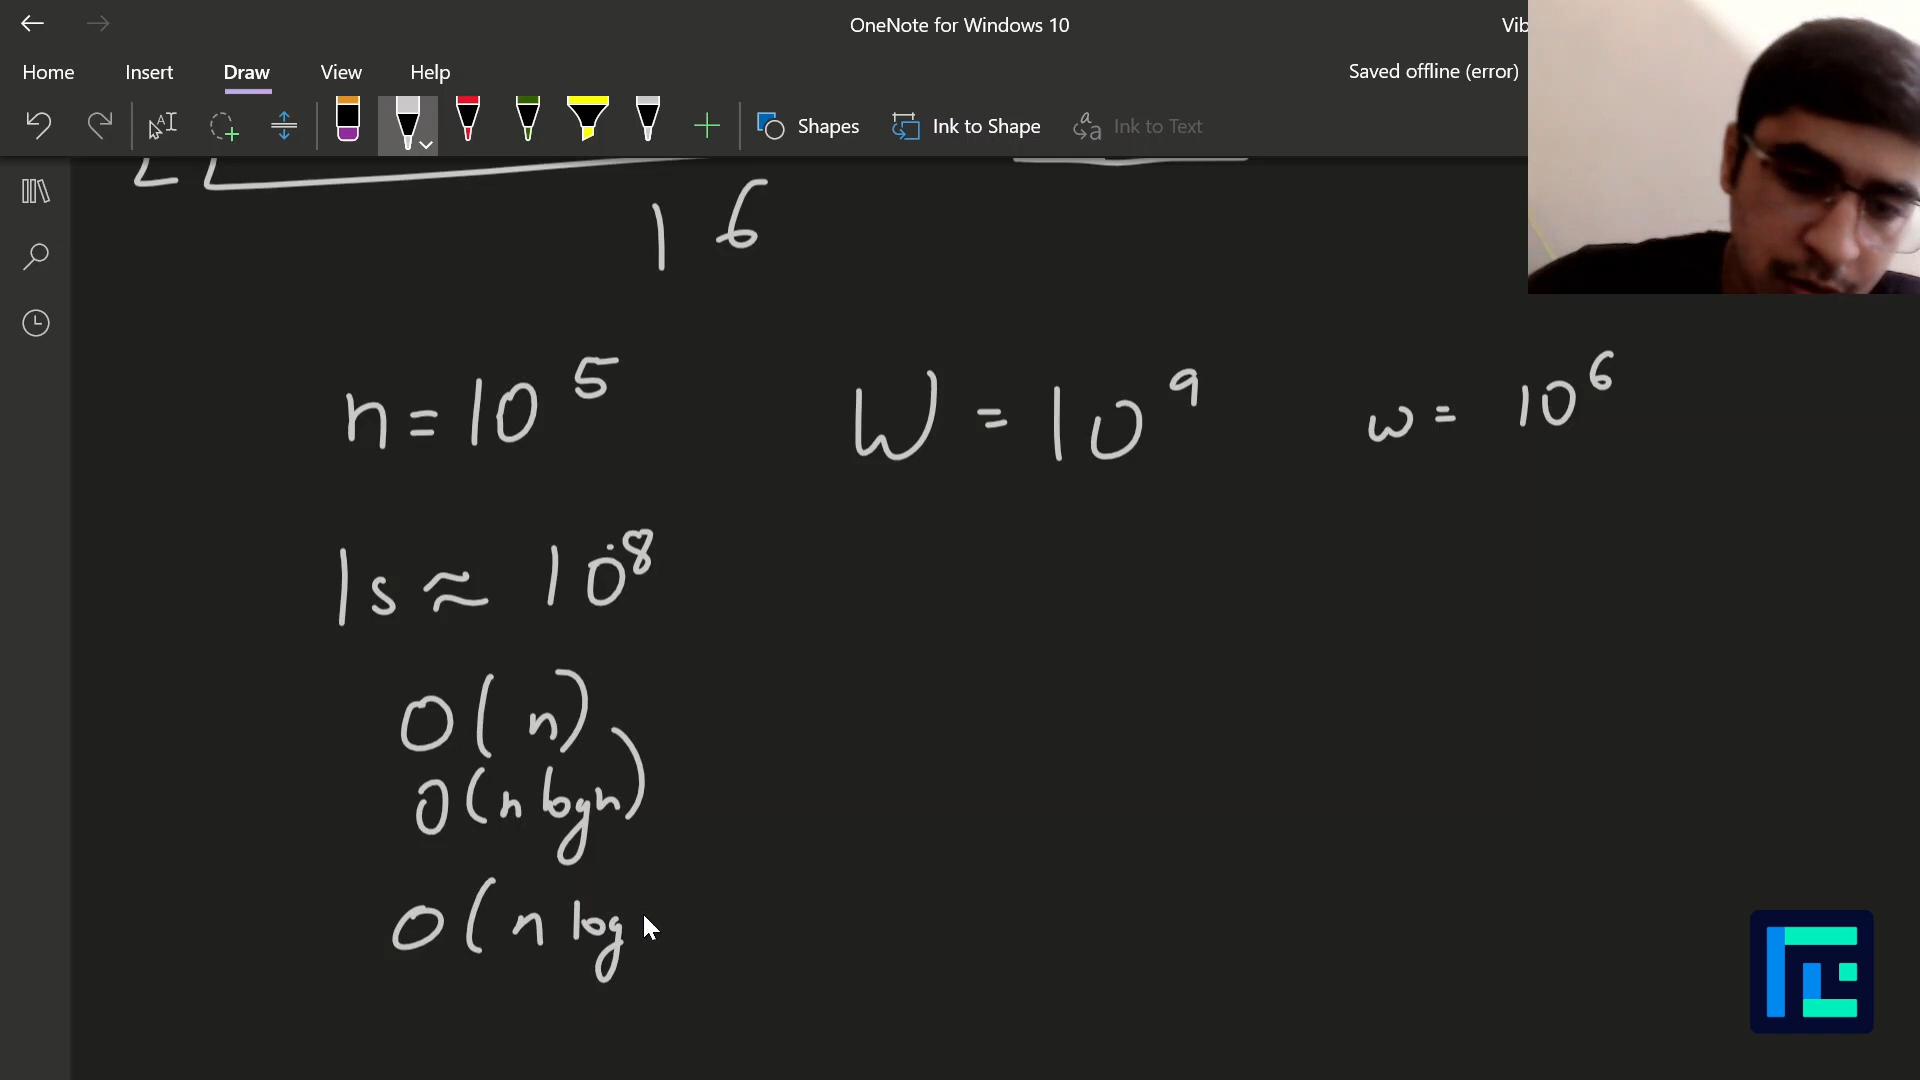 OneNote for Windows 10
Vib
Home Insert Draw View Help
Saved offline (error)
Shapes Ink to Shape Ink to Text
1 6
n = 10^5 W = 10^9 w = 10^6
1s ≈ 10^8
O(n)
O(n logn)
O(n log